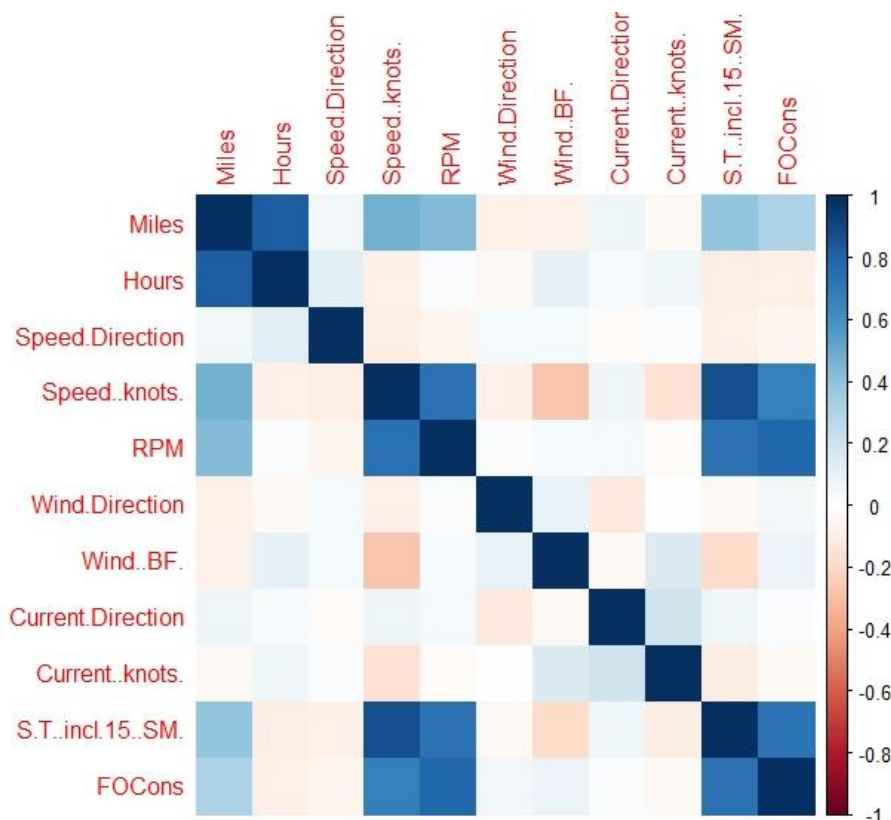 Miles
Hours
Speed.Direction
Speed..knots.
RPM
Wind.Direction
Wind..BF.
Current.Direction
Current..knots.
S.T..incl.15..SM.
FOCons
Miles
Hours
Speed.Direction
Speed..knots.
RPM
Wind.Direction
Wind..BF.
Current.Direction
Current..knots.
S.T..incl.15..SM.
FOCons
1
0.8
0.6
0.4
0.2
0
-0.2
-0.4
-0.6
-0.8
-1